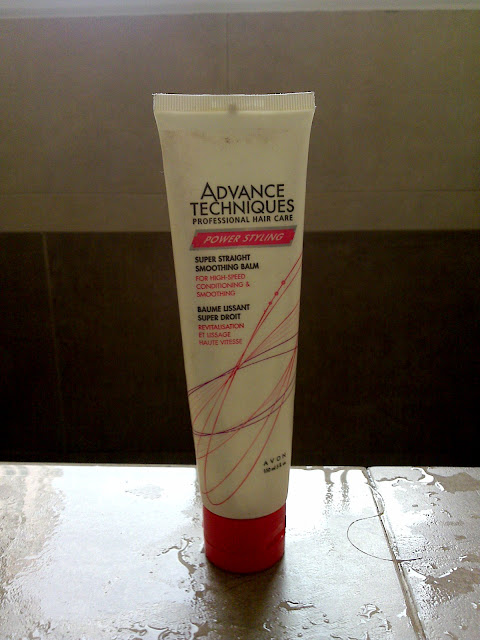 ADVANCE
TECHNIQUES
PROFESSIONAL HAIR CARE
POWER STYLING
SUPER STRAIGHT
SMOOTHING BALM
FOR HIGH-SPEED
CONDITIONING &
SMOOTHING
BAUME LISSANT
SUPER DROIT
REVITALISATION
ET LISSAGE
HAUTE VITESSE
AVON